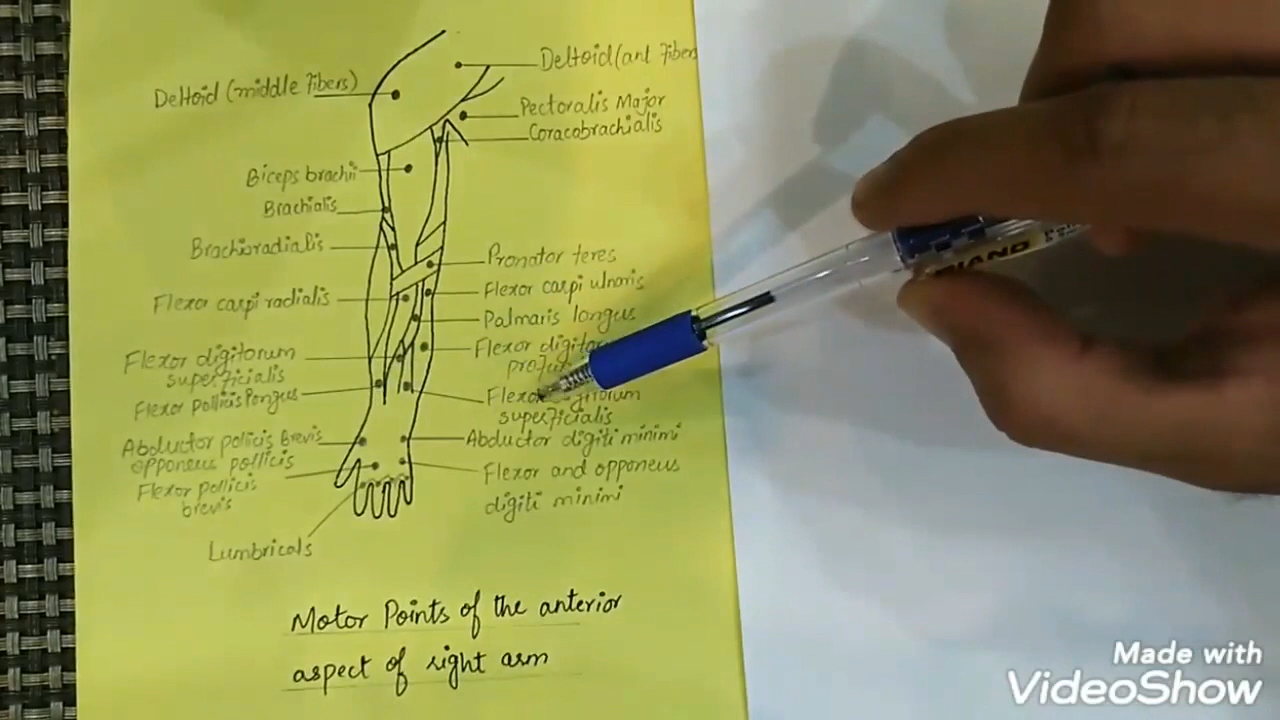 Deltoid (ant fibers
Deltoid (middle fibers)
Pectoralis Major
Coracobrachialis
Biceps brachii
Brachialis
Brachioradialis
Pronator teres
Flexor carpi ulnaris
Flexor carpi radialis
Palmaris longus
Flexor
Flexor digitorum
superficialis
superficialis
Flexor pollicis longus
Abductor pollicis Brevis
Abductor digiti minimi
opponeus pollicis
Flexor and opponeus
digiti minimi
Flexor pollicis
brevis
Lumbricals
Motor Points of the anterior
aspect of right arm
Made with
VideoShow